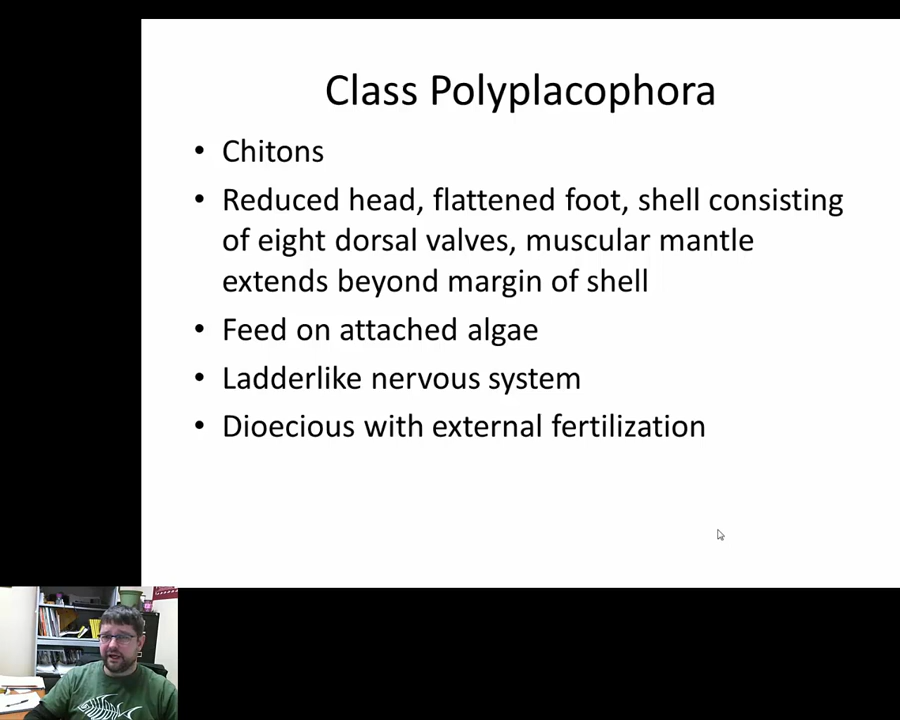 Class Polyplacophora
• Chitons
• Reduced head, flattened foot, shell consisting
of eight dorsal valves, muscular mantle
extends beyond margin of shell
• Feed on attached algae
• Ladderlike nervous system
• Dioecious with external fertilization